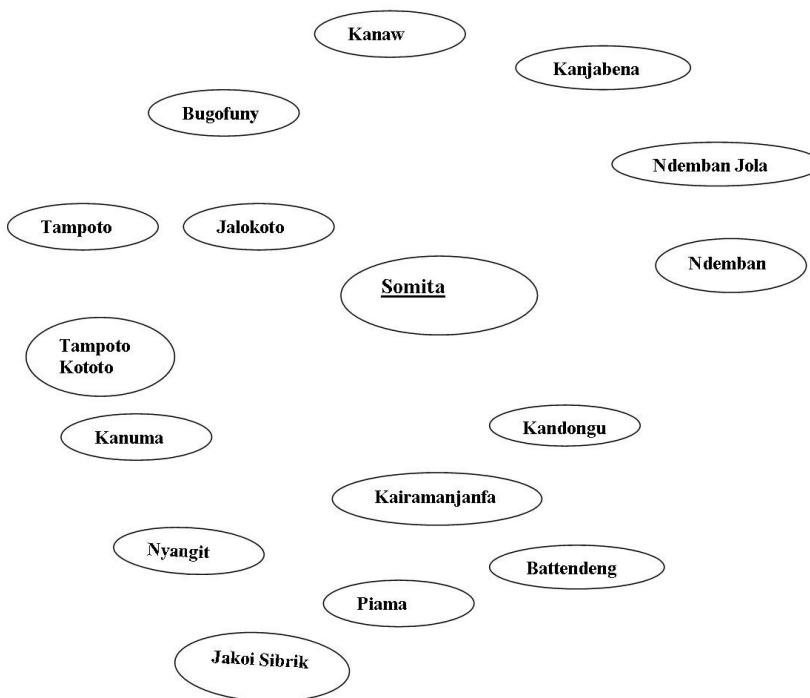 Kanaw
Kanjabena
Bugofuny
Ndemban Jola
Tampoto
Jalokoto
Ndemban
Somita
Tampoto
Kototo
Kanuma
Kandongu
Kairamanjanfa
Nyangit
Battendeng
Piama
Jakoi Sibrik